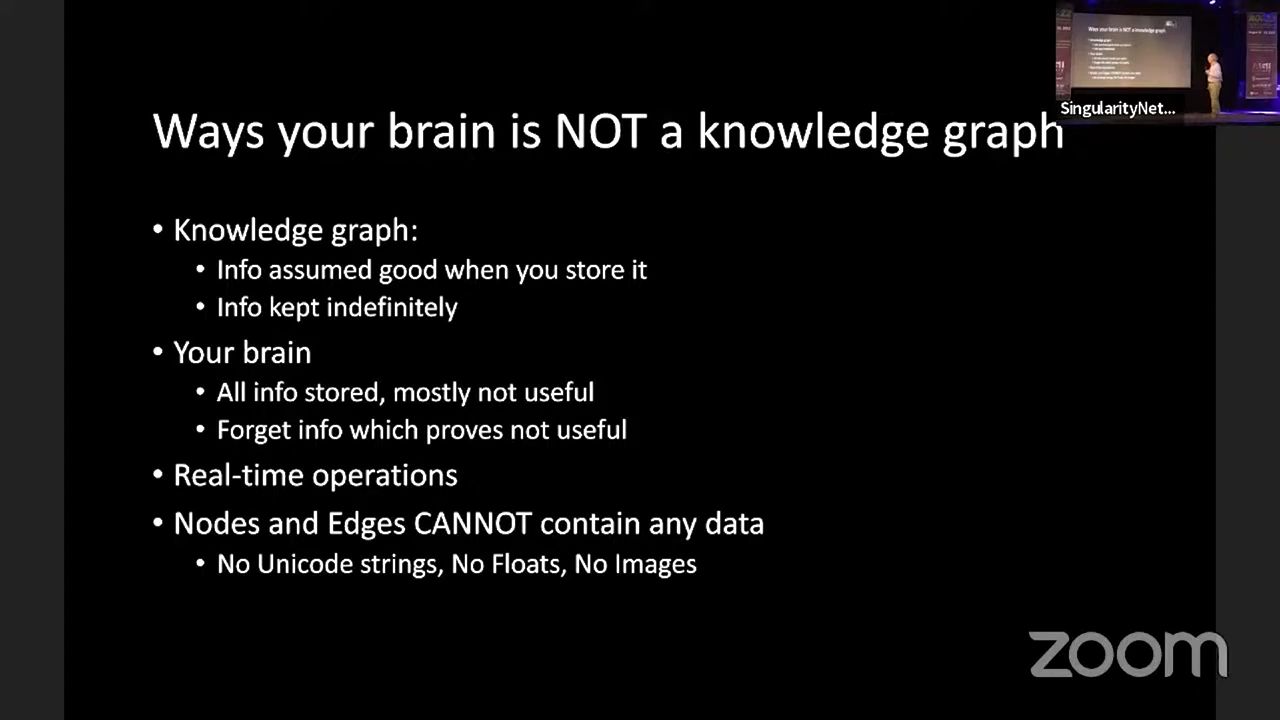 Ways your brain is NOT a knowledge graph
• Knowledge graph:
• Info assumed good when you store it
• Info kept indefinitely
• Your brain
• All info stored, mostly not useful
• Forget info which proves not useful
• Real-time operations
• Nodes and Edges CANNOT contain any data
• No Unicode strings, No Floats, No Images
SingularityNet...
zoom